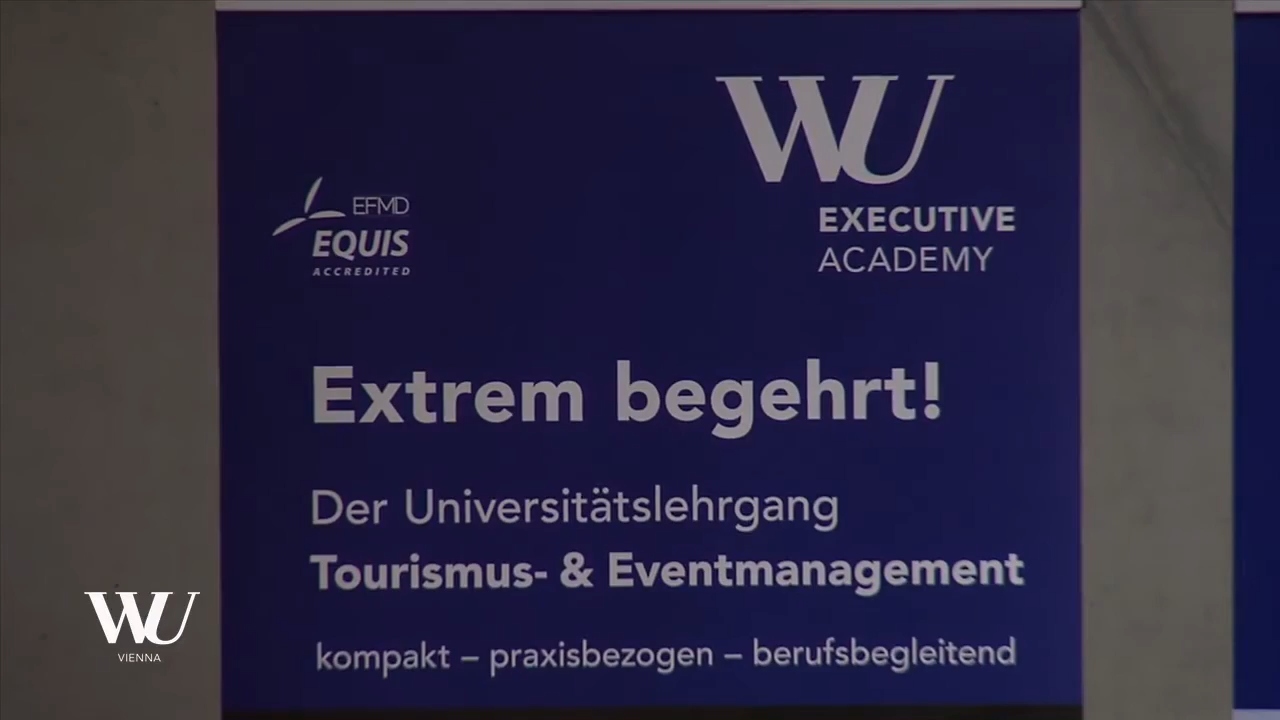 WU
EXECUTIVE
ACADEMY
EFMD
EQUIS
ACCREDITED
Extrem begehrt!
Der Universitätslehrgang
Tourismus- & Eventmanagement
kompakt – praxisbezogen – berufsbegleitend
WU
VIENNA